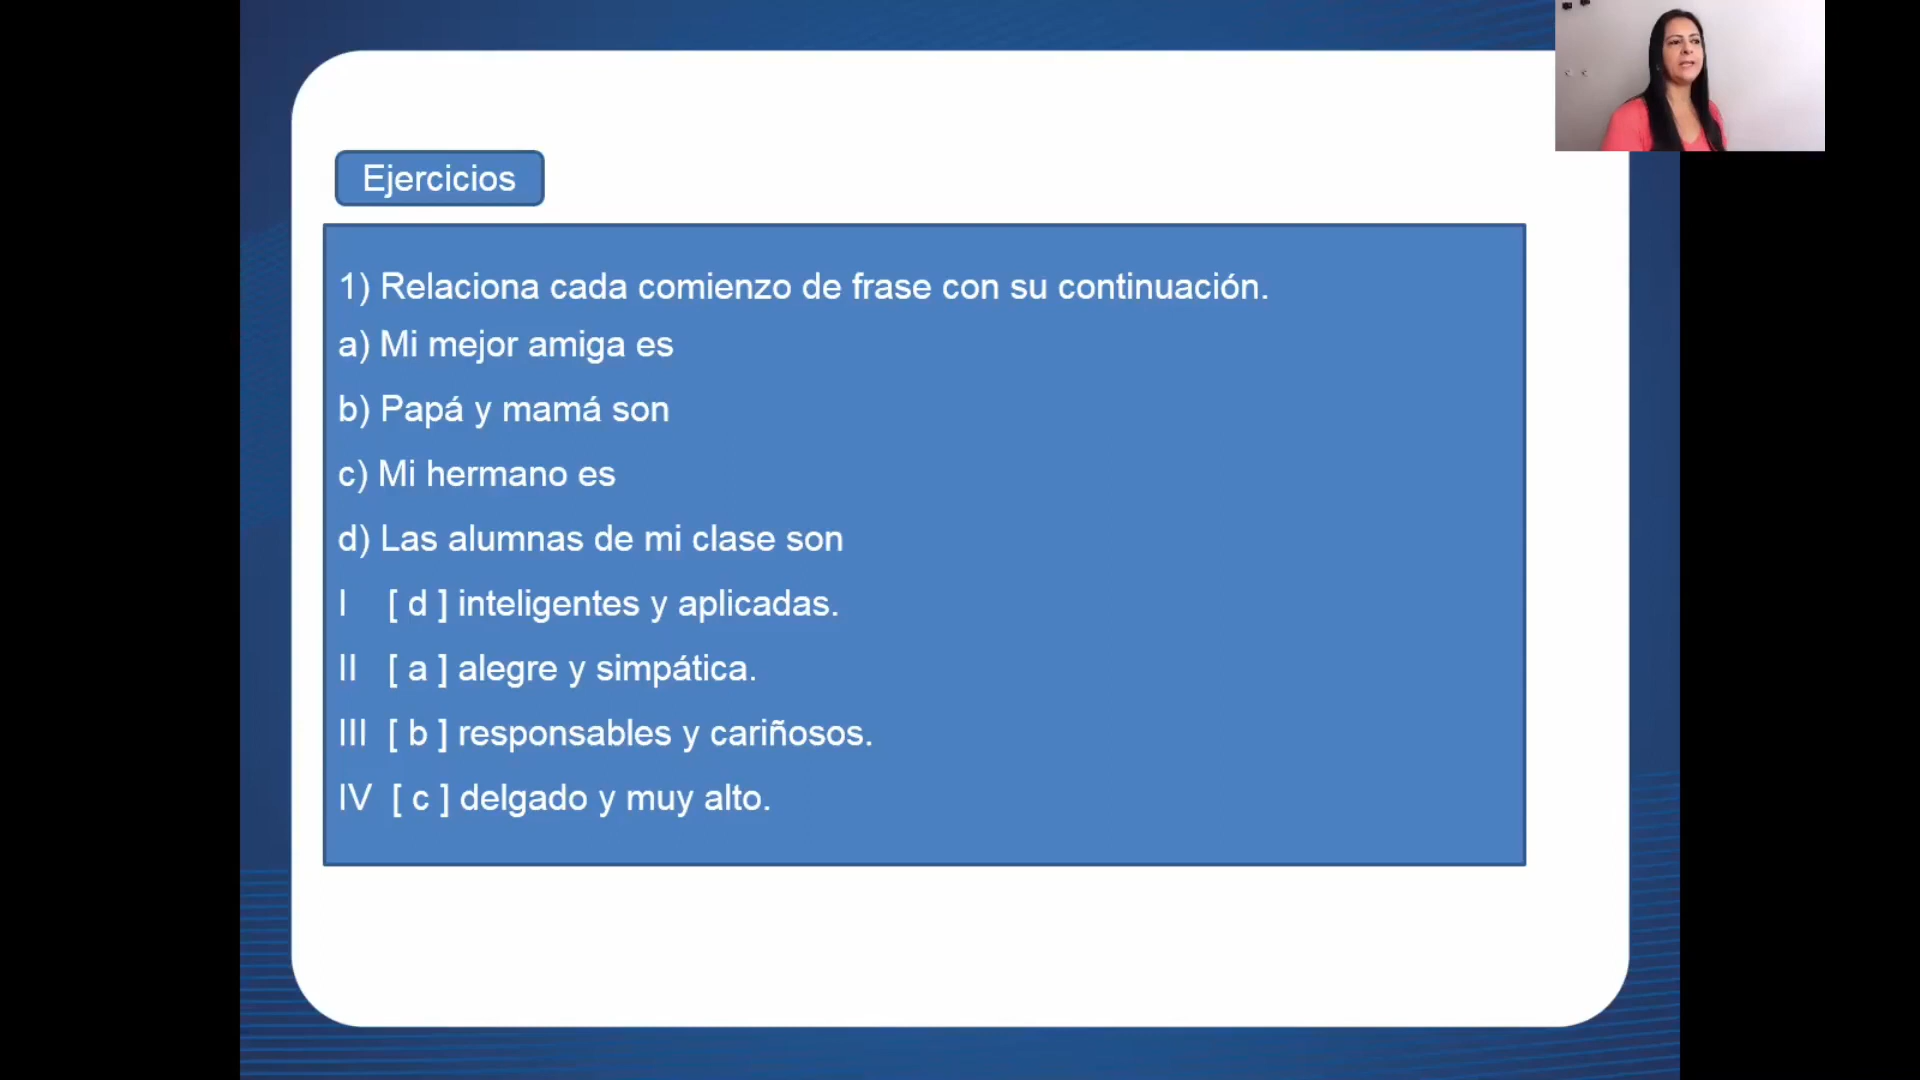 Ejercicios
1) Relaciona cada comienzo de frase con su continuación.
a) Mi mejor amiga es
b) Papá y mamá son
c) Mi hermano es
d) Las alumnas de mi clase son
I [ d ] inteligentes y aplicadas.
II [ a ] alegre y simpática.
III [ b ] responsables y cariñosos.
IV [ c ] delgado y muy alto.